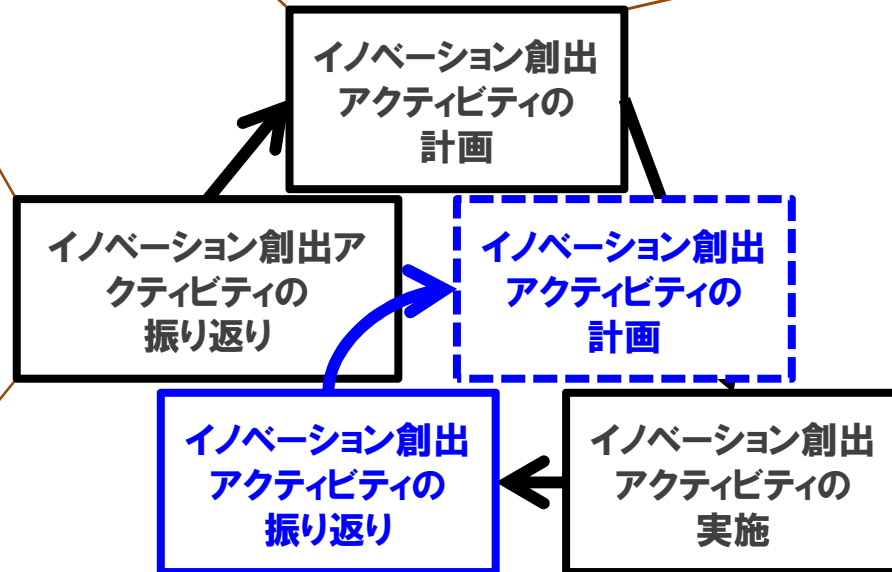 イノベーション創出
アクティビティの
計画
イノベーション創出ア
クティビティの
振り返り
イノベーション創出
アクティビティの
計画
イノベーション創出
アクティビティの
振り返り
イノベーション創出
アクティビティの
実施